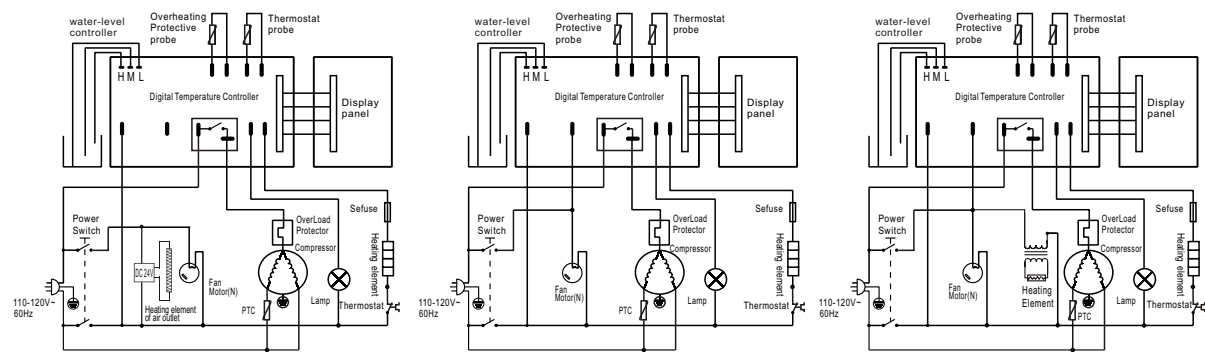 water-level
controller
Overheating
Protective
probe
Thermostat
probe
H M L
Digital Temperature Controller
Display
panel
Power
Switch
DC 24V
Heating element
of air outlet
Fan
Motor(N)
OverLoad
Protector
Compressor
PTC
Lamp
Sefuse
Heating element
Thermostat
110-120V~
60Hz
water-level
controller
Overheating
Protective
probe
Thermostat
probe
H M L
Digital Temperature Controller
Display
panel
Power
Switch
Fan
Motor(N)
OverLoad
Protector
Compressor
PTC
Lamp
Sefuse
Heating element
Thermostat
110-120V~
60Hz
water-level
controller
Overheating
Protective
probe
Thermostat
probe
H M L
Digital Temperature Controller
Display
panel
Power
Switch
Fan
Motor(N)
Heating
Element
OverLoad
Protector
Compressor
PTC
Lamp
Sefuse
Heating element
Thermostat
110-120V~
60Hz